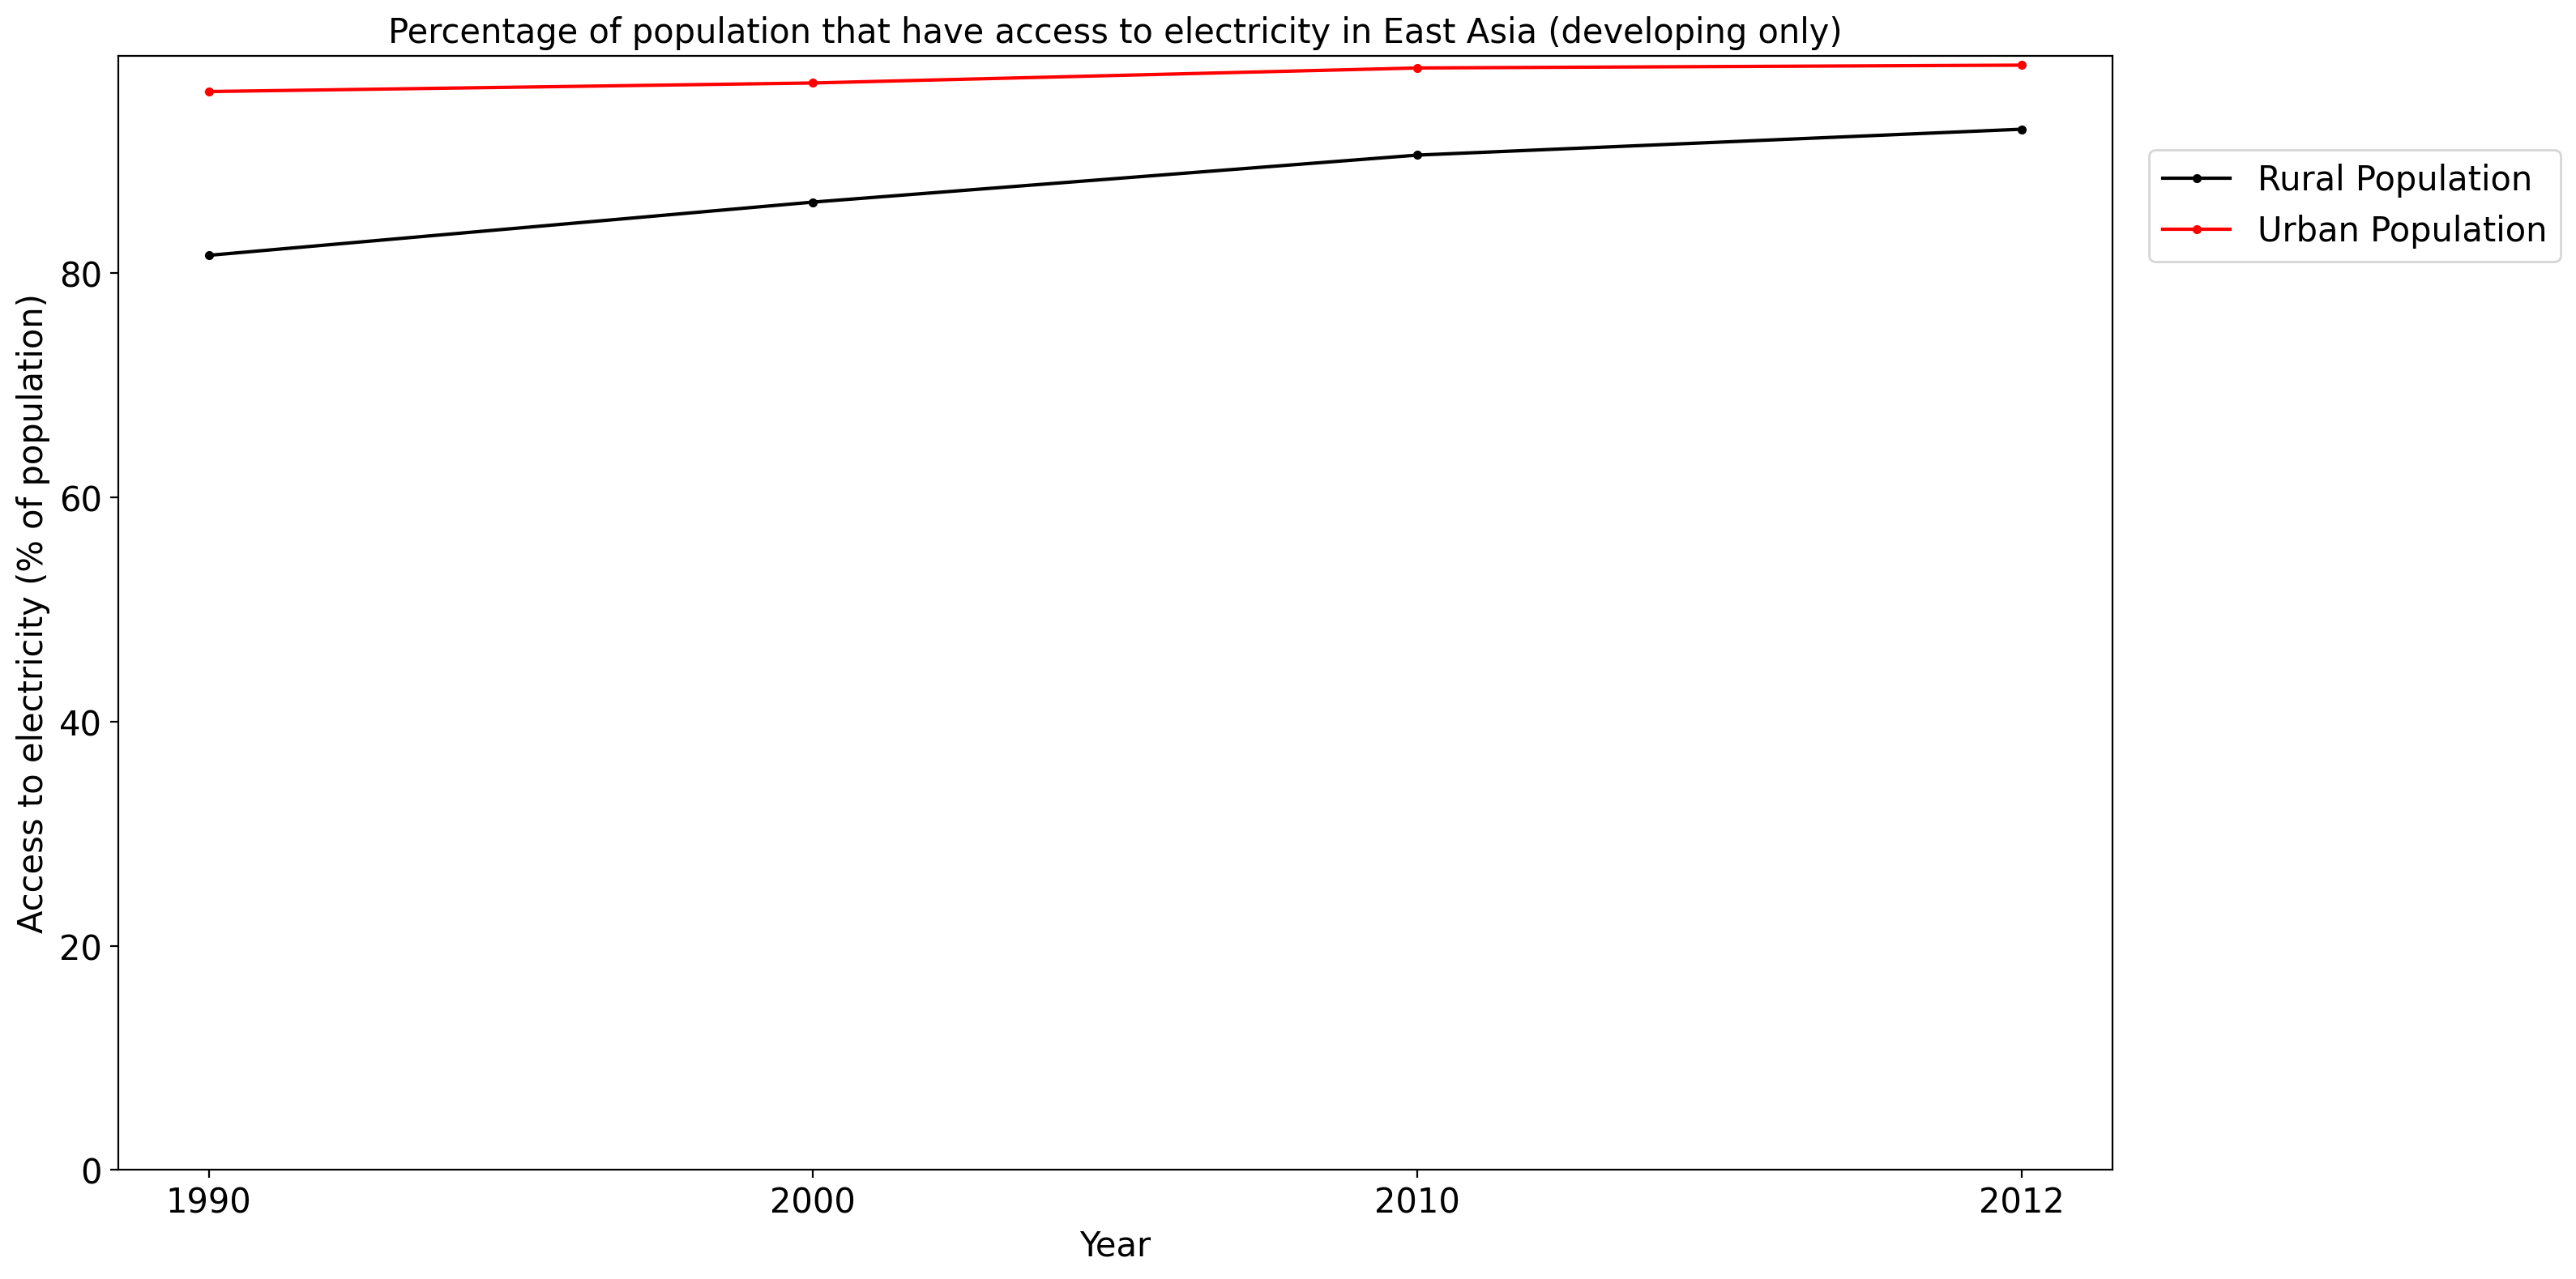 Percentage of population that have access to electricity in East Asia (developing only)
Access to electricity (% of population)
80
60
40
20
0
1990
2000
2010
2012
Year
Rural Population
Urban Population